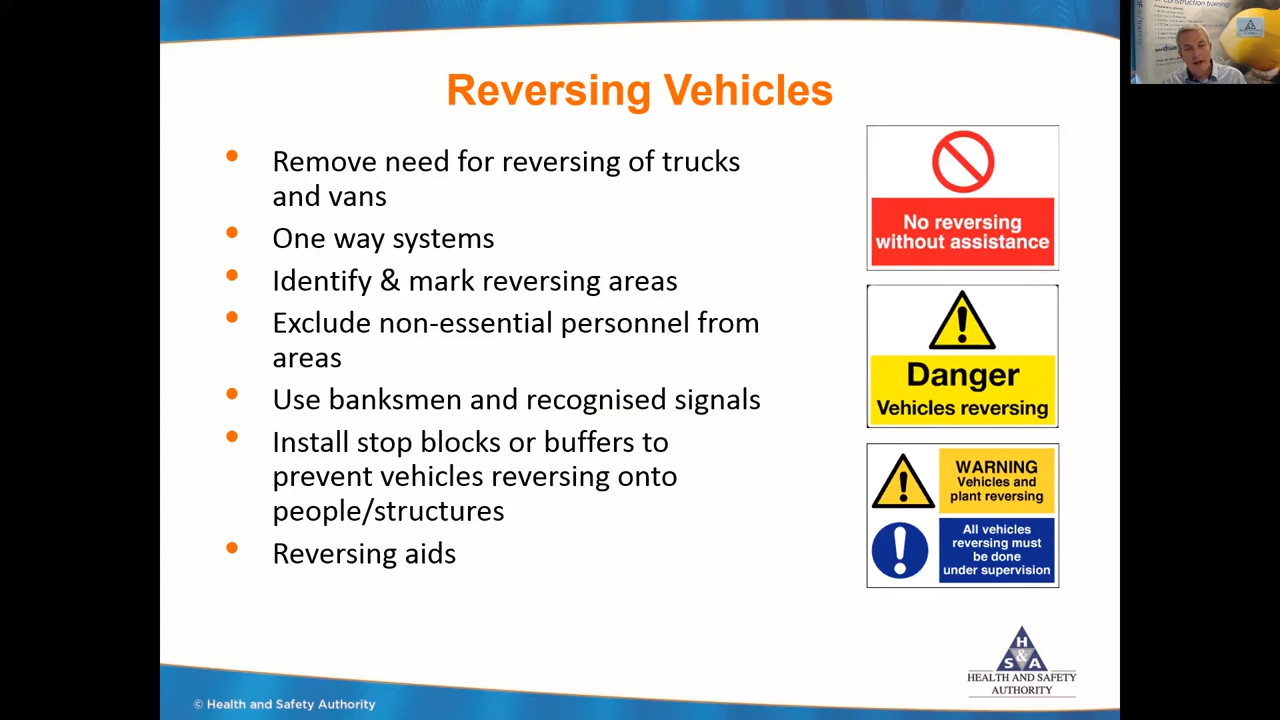 Reversing Vehicles
• Remove need for reversing of trucks
and vans
• One way systems
• Identify & mark reversing areas
• Exclude non-essential personnel from
areas
• Use banksmen and recognised signals
• Install stop blocks or buffers to
prevent vehicles reversing onto
people/structures
• Reversing aids
No reversing
without assistance
Danger
Vehicles reversing
WARNING
Vehicles and
plant reversing
All vehicles
reversing must
be done
under supervision
H
S & A
HEALTH AND SAFETY
AUTHORITY
© Health and Safety Authority
construction training